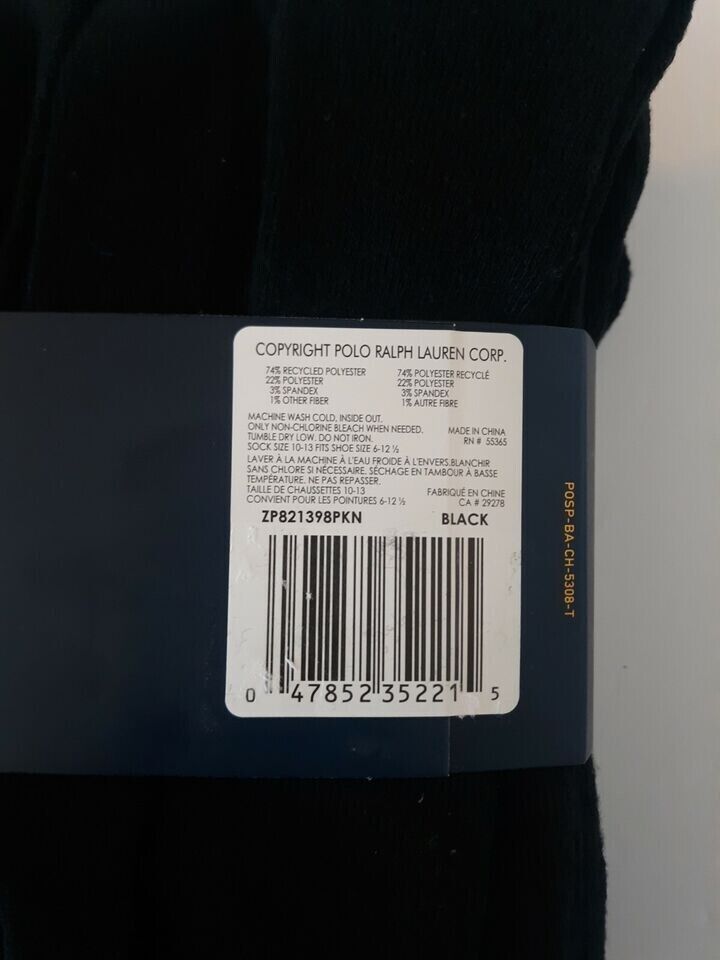 COPYRIGHT POLO RALPH LAUREN CORP.
74% RECYCLED POLYESTER
22% POLYESTER
3% SPANDEX
1% OTHER FIBER
74% POLYESTER RECYCLÉ
22% POLYESTER
3% SPANDEX
1% AUTRE FIBRE
MACHINE WASH COLD, INSIDE OUT.
ONLY NON-CHLORINE BLEACH WHEN NEEDED.
TUMBLE DRY LOW. DO NOT IRON.
SOCK SIZE 10-13 FITS SHOE SIZE 6-12 ½
MADE IN CHINA
RN # 55365
LAVER À LA MACHINE À L'EAU FROIDE À L'ENVERS.BLANCHIR
SANS CHLORE SI NÉCESSAIRE. SÉCHAGE EN TAMBOUR À BASSE
TEMPÉRATURE. NE PAS REPASSER.
TAILLE DE CHAUSSETTES 10-13
CONVIENT POUR LES POINTURES 6-12 ½
FABRIQUÉ EN CHINE
CA # 29278
ZP821398PKN BLACK
0 47852 35221 5
POSP-BA-CH-5308-T